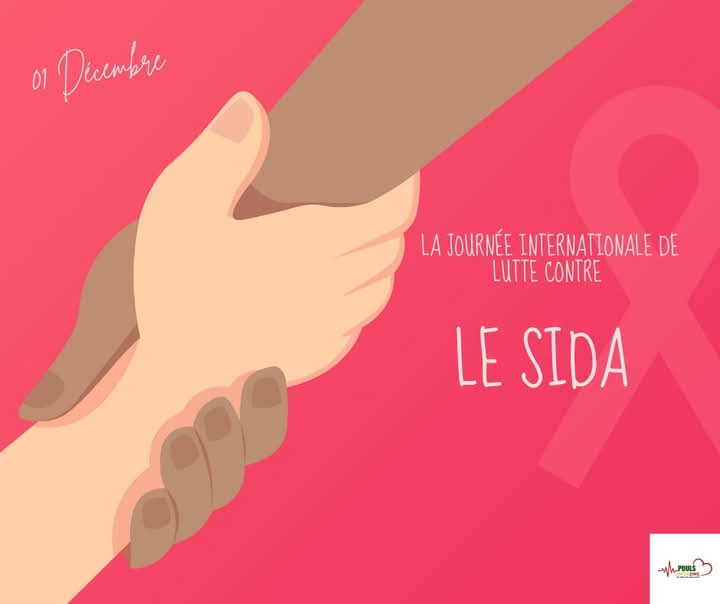 01 Décembre
LA JOURNÉE INTERNATIONALE DE
LUTTE CONTRE
LE SIDA
POULS